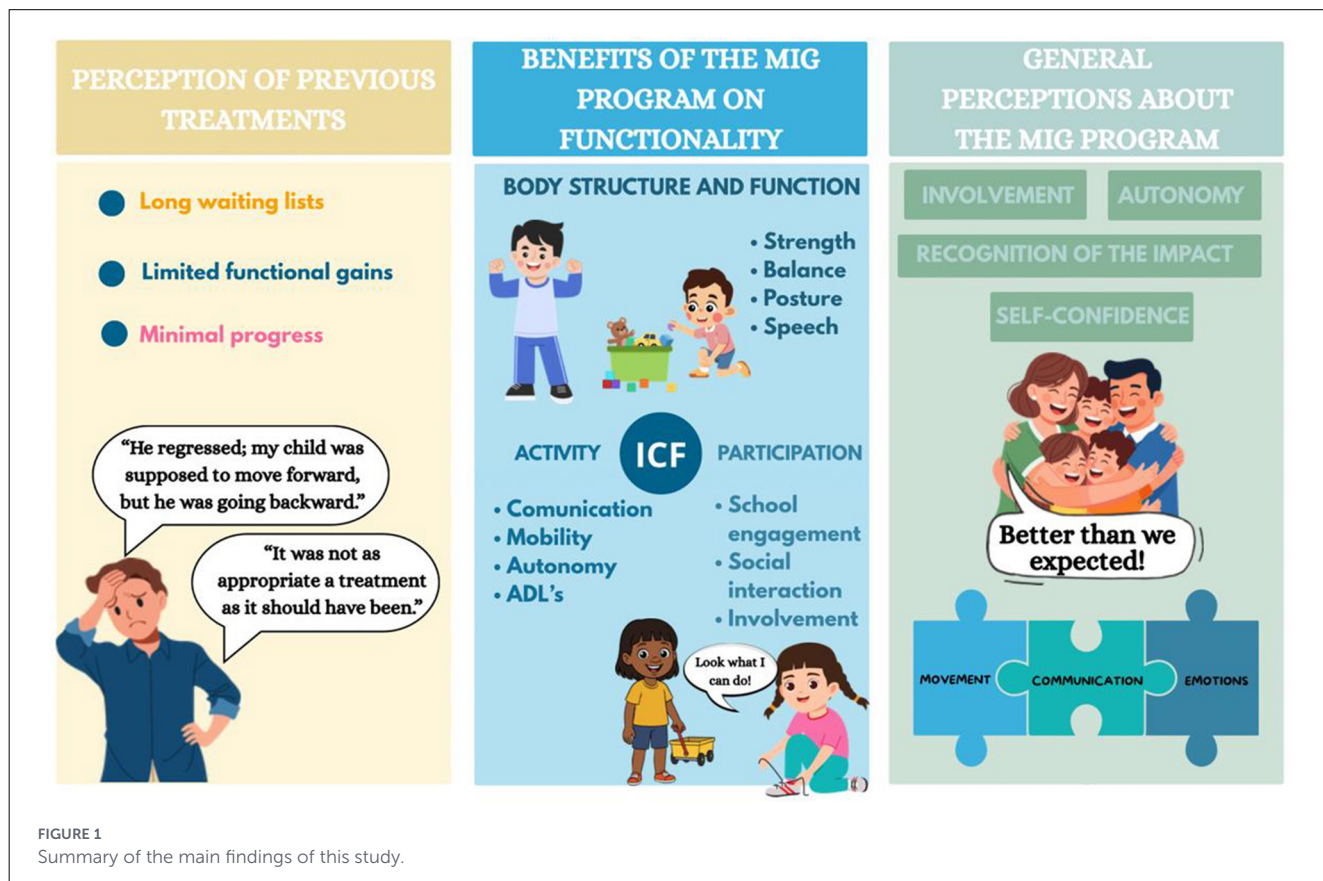 PERCEPTION OF PREVIOUS
TREATMENTS
Long waiting lists
Limited functional gains
Minimal progress
“He regressed; my child was
supposed to move forward,
but he was going backward.”
“It was not as
appropriate a treatment
as it should have been.”
BENEFITS OF THE MIG
PROGRAM ON
FUNCTIONALITY
BODY STRUCTURE AND FUNCTION
• Strength
• Balance
• Posture
• Speech
ACTIVITY
ICF
PARTICIPATION
• Comunication
• Mobility
• Autonomy
• ADL’s
• School
engagement
• Social
interaction
• Involvement
Look what I
can do!
GENERAL
PERCEPTIONS ABOUT
THE MIG PROGRAM
INVOLVEMENT
AUTONOMY
RECOGNITION OF THE IMPACT
SELF-CONFIDENCE
Better than we
expected!
MOVEMENT
COMMUNICATION
EMOTIONS
FIGURE 1
Summary of the main findings of this study.